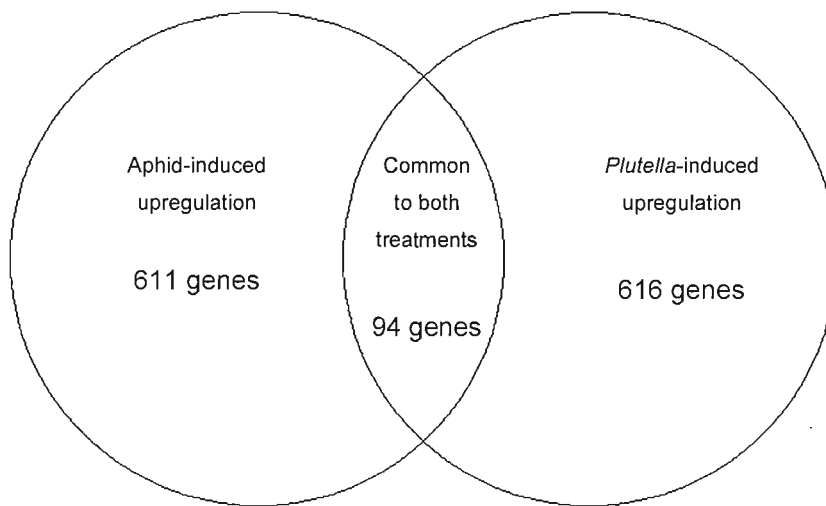 Aphid-induced
upregulation
611 genes
Common
to both
treatments
94 genes
Plutella-induced
upregulation
616 genes